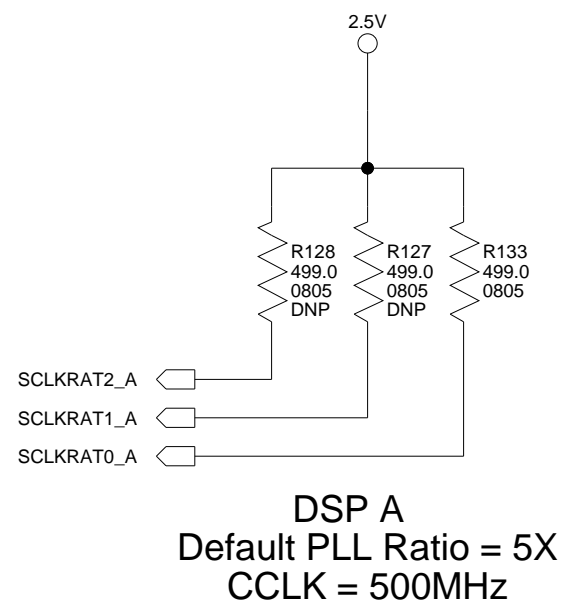 2.5V
R128
499.0
0805
DNP
R127
499.0
0805
DNP
R133
499.0
0805
SCLKRAT2_A
SCLKRAT1_A
SCLKRAT0_A
DSP A
Default PLL Ratio = 5X
CCLK = 500MHz